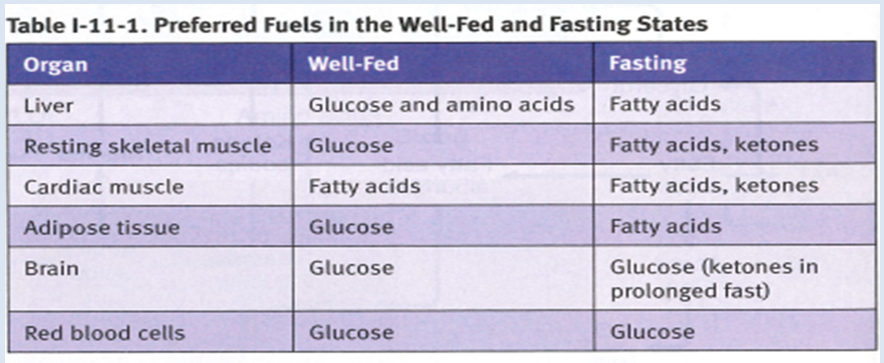 Table I-11-1. Preferred Fuels in the Well-Fed and Fasting States
Organ Well-Fed Fasting
Liver Glucose and amino acids Fatty acids
Resting skeletal muscle Glucose Fatty acids, ketones
Cardiac muscle Fatty acids Fatty acids, ketones
Adipose tissue Glucose Fatty acids
Brain Glucose Glucose (ketones in
prolonged fast)
Red blood cells Glucose Glucose